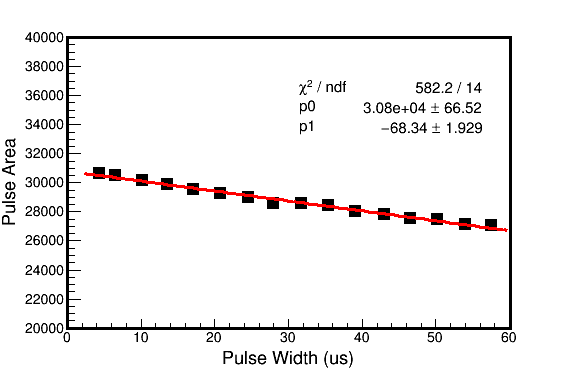 40000
38000
36000
34000
32000
30000
28000
26000
24000
22000
20000
Pulse Area
χ² / ndf 582.2 / 14
p0 3.08e+04 ± 66.52
p1 −68.34 ± 1.929
0 10 20 30 40 50 60
Pulse Width (us)